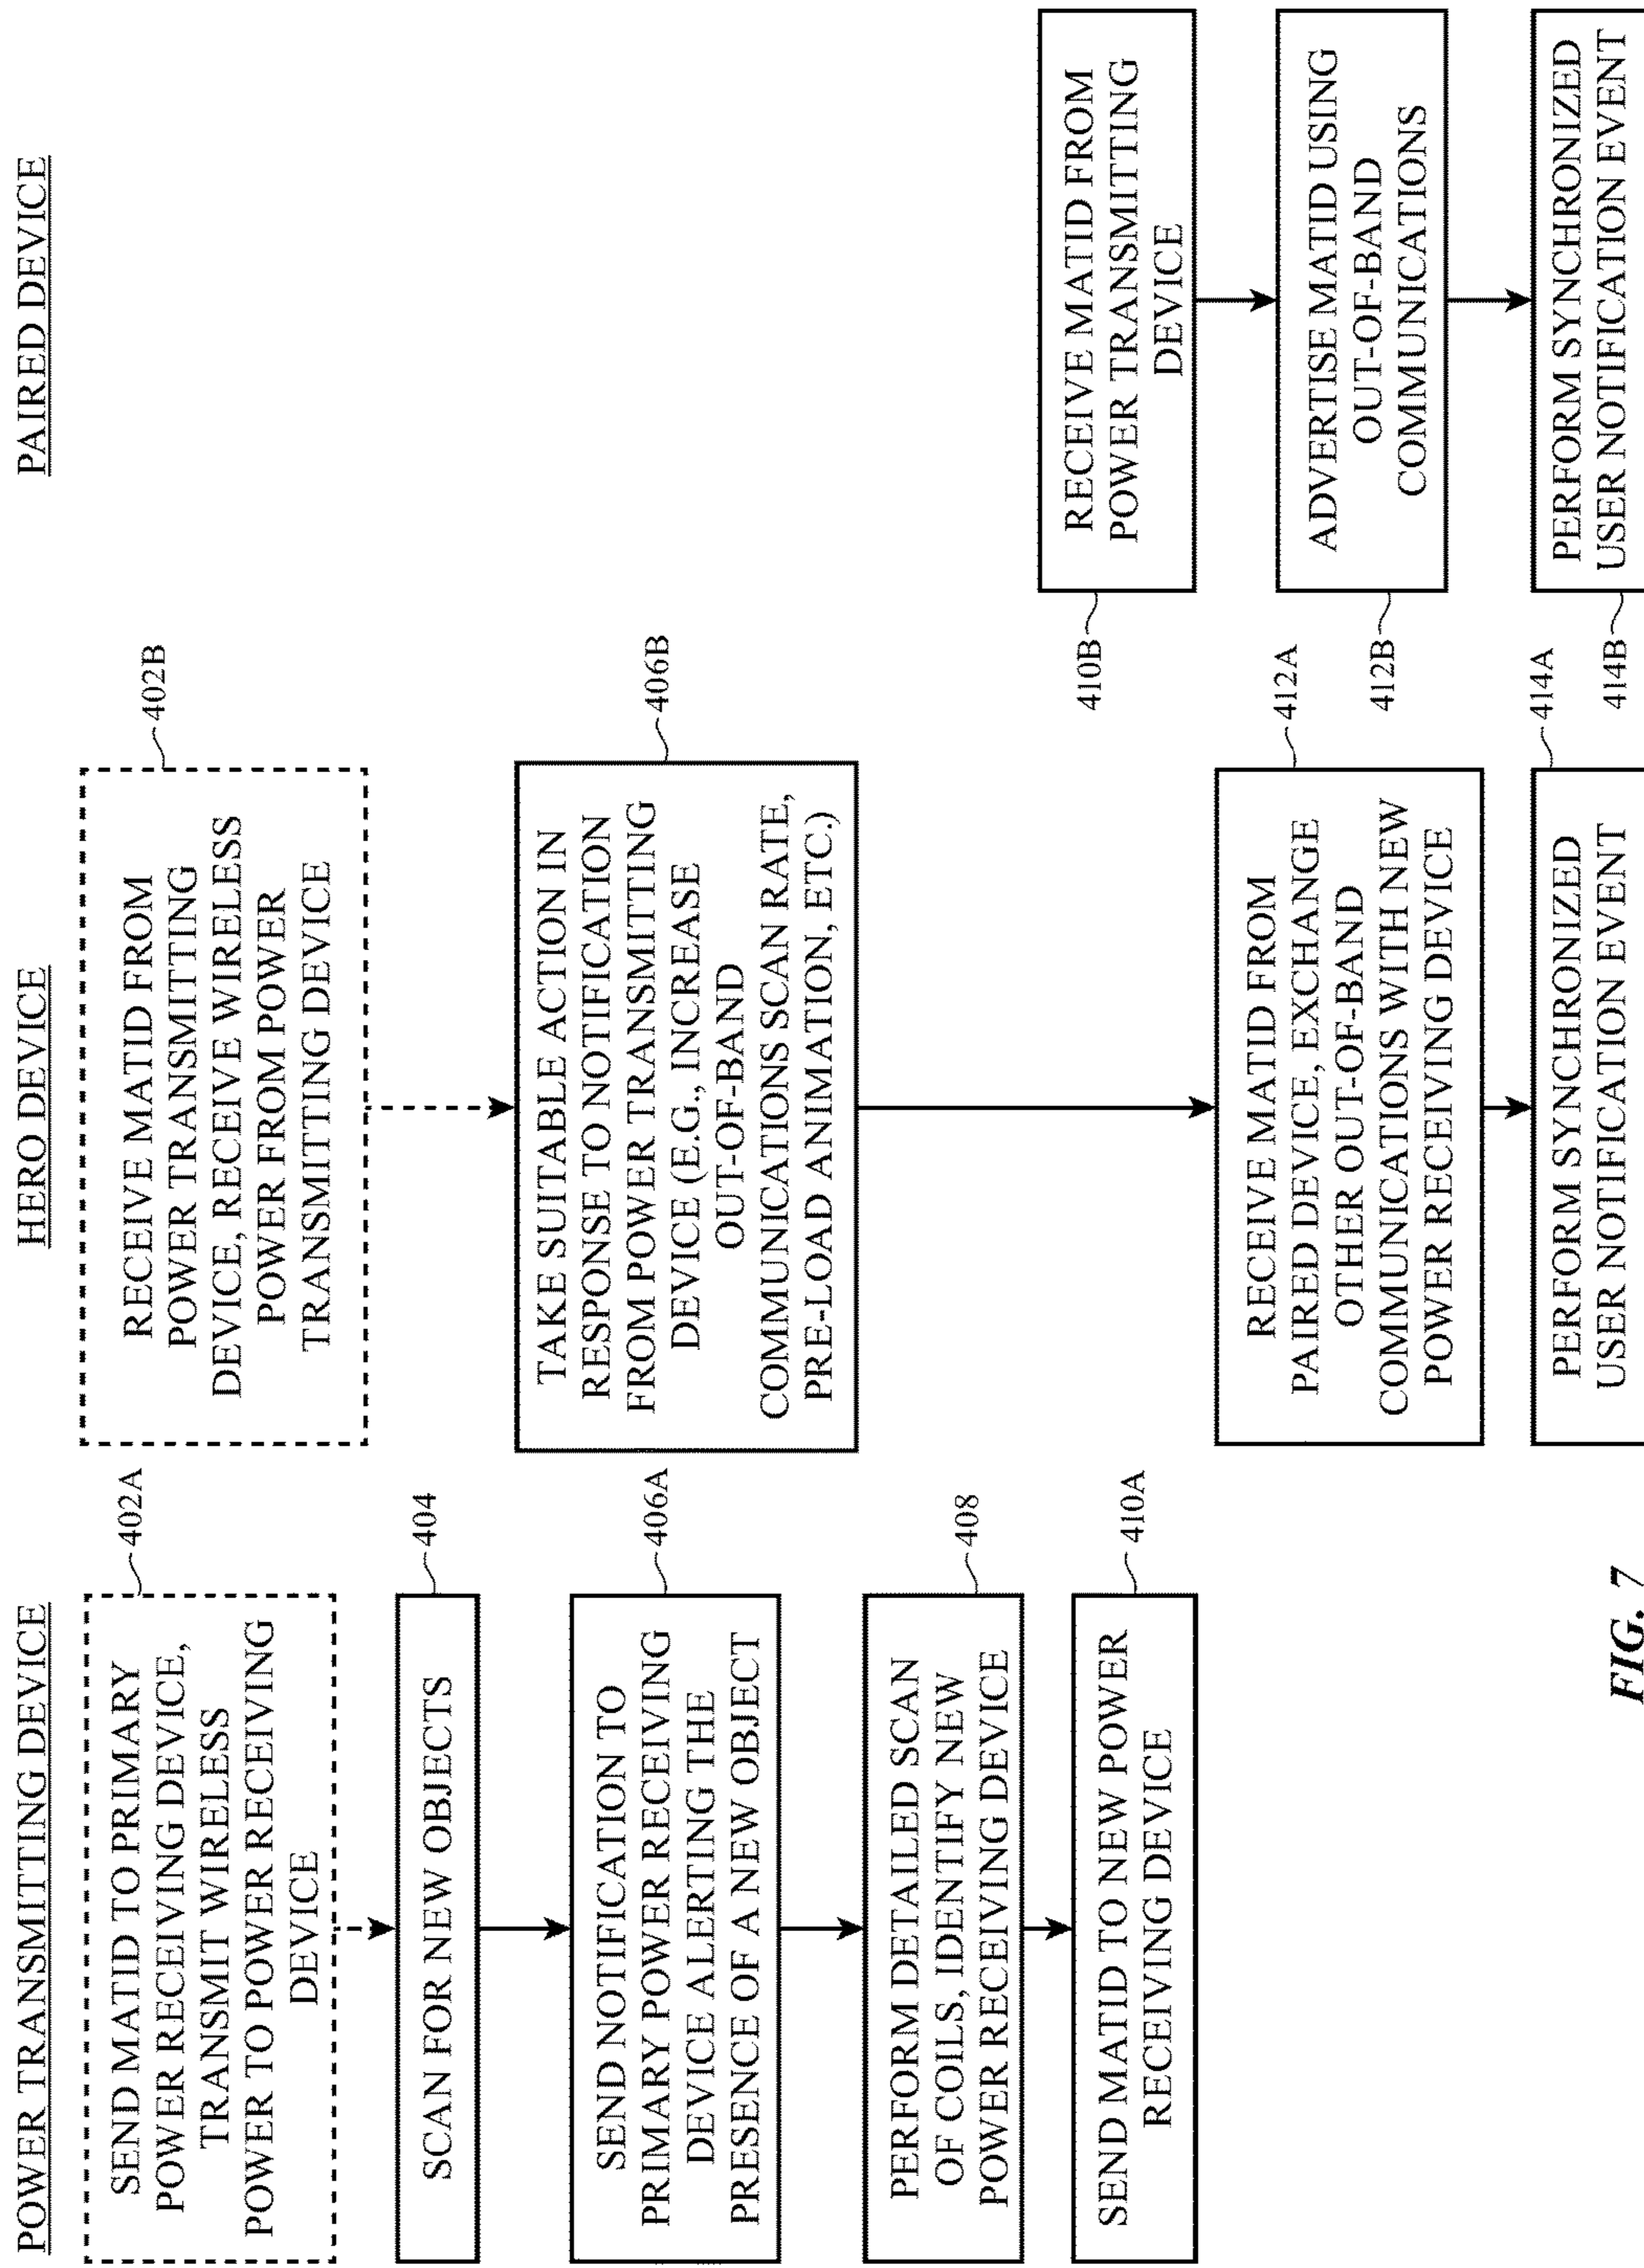 POWER TRANSMITTING DEVICE
SEND MATID TO PRIMARY
POWER RECEIVING DEVICE,
TRANSMIT WIRELESS
POWER TO POWER RECEIVING
DEVICE
402A
SCAN FOR NEW OBJECTS
404
SEND NOTIFICATION TO
PRIMARY POWER RECEIVING
DEVICE ALERTING THE
PRESENCE OF A NEW OBJECT
406A
PERFORM DETAILED SCAN
OF COILS, IDENTIFY NEW
POWER RECEIVING DEVICE
408
SEND MATID TO NEW POWER
RECEIVING DEVICE
410A
HERO DEVICE
RECEIVE MATID FROM
POWER TRANSMITTING
DEVICE, RECEIVE WIRELESS
POWER FROM POWER
TRANSMITTING DEVICE
402B
TAKE SUITABLE ACTION IN
RESPONSE TO NOTIFICATION
FROM POWER TRANSMITTING
DEVICE (E.G., INCREASE
OUT-OF-BAND
COMMUNICATIONS SCAN RATE,
PRE-LOAD ANIMATION, ETC.)
406B
RECEIVE MATID FROM
PAIRED DEVICE, EXCHANGE
OTHER OUT-OF-BAND
COMMUNICATIONS WITH NEW
POWER RECEIVING DEVICE
412A
PERFORM SYNCHRONIZED
USER NOTIFICATION EVENT
414A
PAIRED DEVICE
RECEIVE MATID FROM
POWER TRANSMITTING
DEVICE
410B
ADVERTISE MATID USING
OUT-OF-BAND
COMMUNICATIONS
412B
PERFORM SYNCHRONIZED
USER NOTIFICATION EVENT
414B
FIG. 7